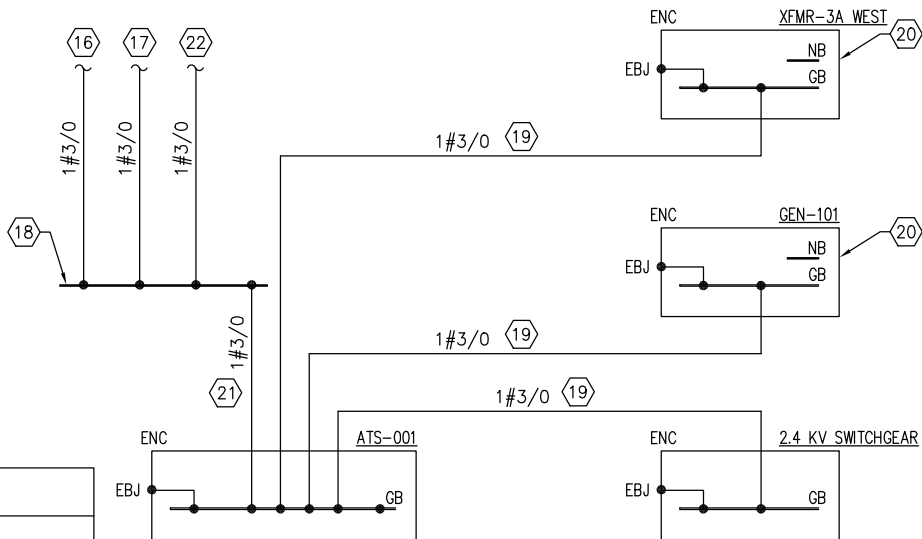 ENC XFMR-3A WEST
16 17 22 20
NB
EBJ GB
1#3/0 1#3/0 1#3/0
1#3/0 19
ENC GEN-101
18 20
NB
EBJ GB
1#3/0
1#3/0 19
21 1#3/0 19
ENC ATS-001 ENC 2.4 KV SWITCHGEAR
EBJ GB EBJ GB